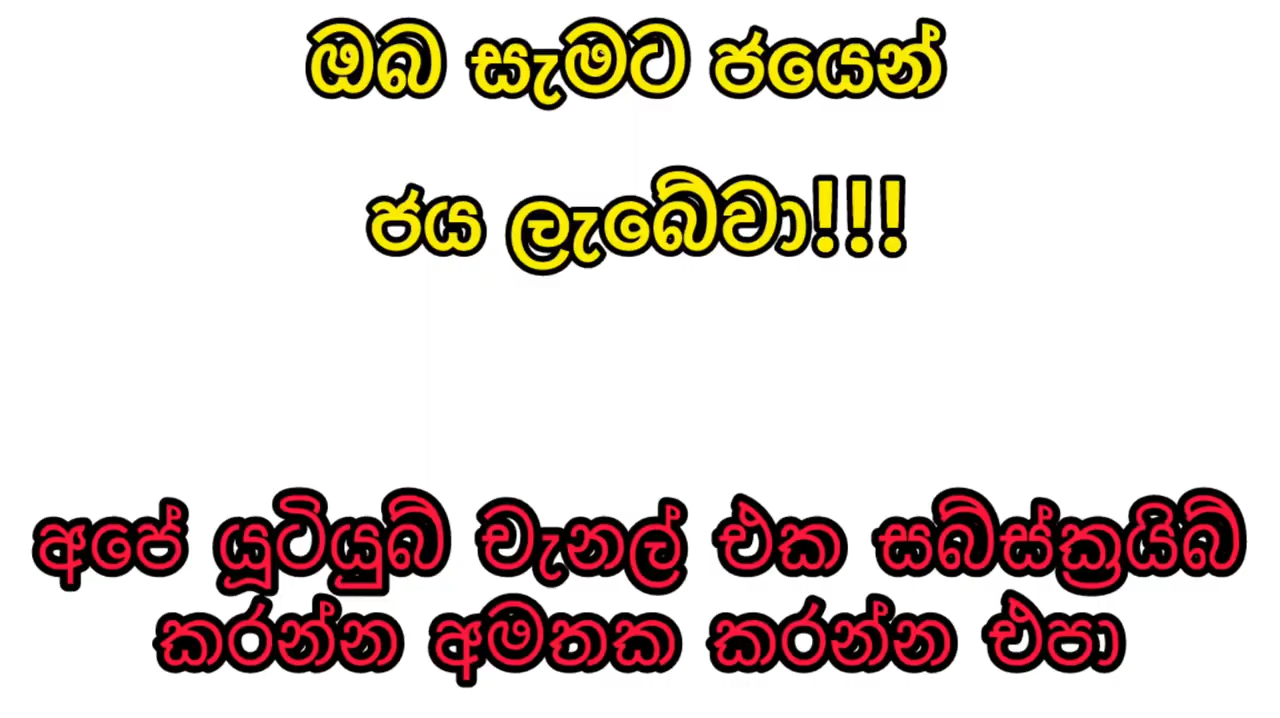 ඔබ සැමට ජයෙන්
ජය ලැබේවා!!!
අපේ යූටියුබ් චැනල් එක සබ්ස්ක්‍රයිබ්
කරන්න අමතක කරන්න එපා